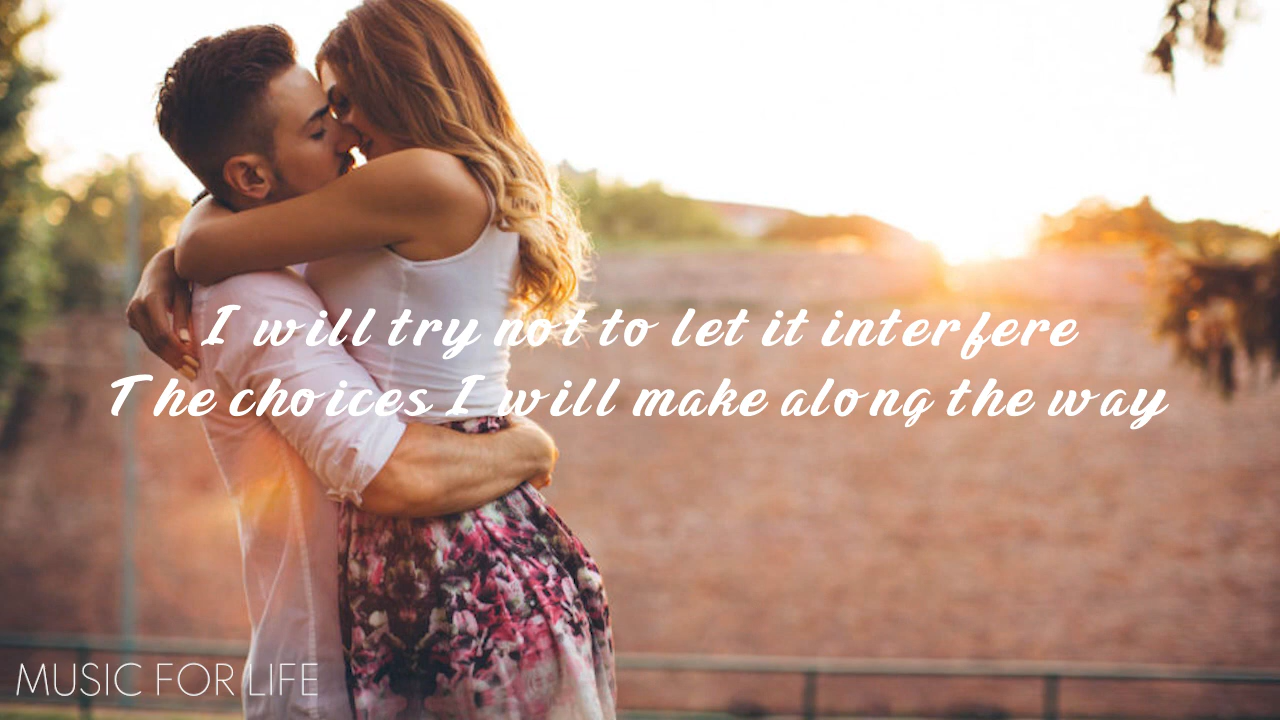 I will try not to let it interfere
The choices I will make along the way
MUSIC FOR LIFE